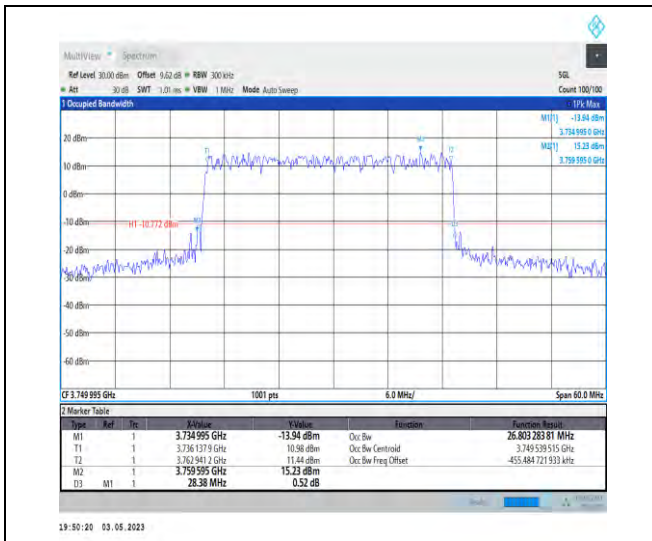 MultiView Spectrum
Ref Level 30.00 dBm Offset 9.62 dB RBW 300 kHz SGL
Att 30 dB SWT 1.01 ms VBW 1 MHz Mode Auto Sweep Count 100/100
1 Occupied Bandwidth 1Pk Max
M1[1] -13.94 dBm
3.734 995 0 GHz
20 dBm M2[1] 15.23 dBm
3.759 595 0 GHz
T1 T2
10 dBm
0 dBm
-10 dBm H1 -10.772 dBm
-20 dBm
-30 dBm
-40 dBm
-50 dBm
-60 dBm
CF 3.749 995 GHz 1001 pts 6.0 MHz/ Span 60.0 MHz
2 Marker Table
Type Ref Trc X-Value Y-Value Function Function Result
M1 1 3.734 995 GHz -13.94 dBm Occ Bw 26.803 283 81 MHz
T1 1 3.736 137 9 GHz 10.98 dBm Occ Bw Centroid 3.749 539 515 GHz
T2 1 3.762 941 2 GHz 11.44 dBm Occ Bw Freq Offset -455.484 721 933 kHz
M2 1 3.759 595 GHz 15.23 dBm
D3 M1 1 28.38 MHz 0.52 dB
19:50:20 03.05.2023